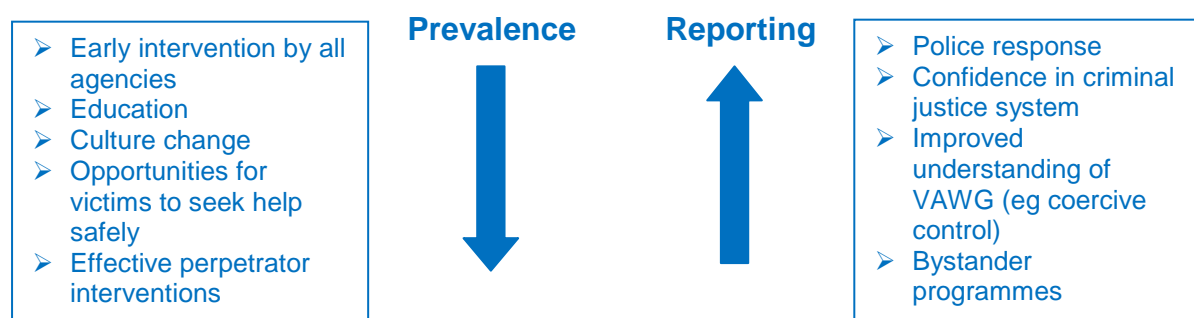 Prevalence
Reporting
➢ Early intervention by all
agencies
➢ Education
➢ Culture change
➢ Opportunities for
victims to seek help
safely
➢ Effective perpetrator
interventions
➢ Police response
➢ Confidence in criminal
justice system
➢ Improved
understanding of
VAWG (eg coercive
control)
➢ Bystander
programmes